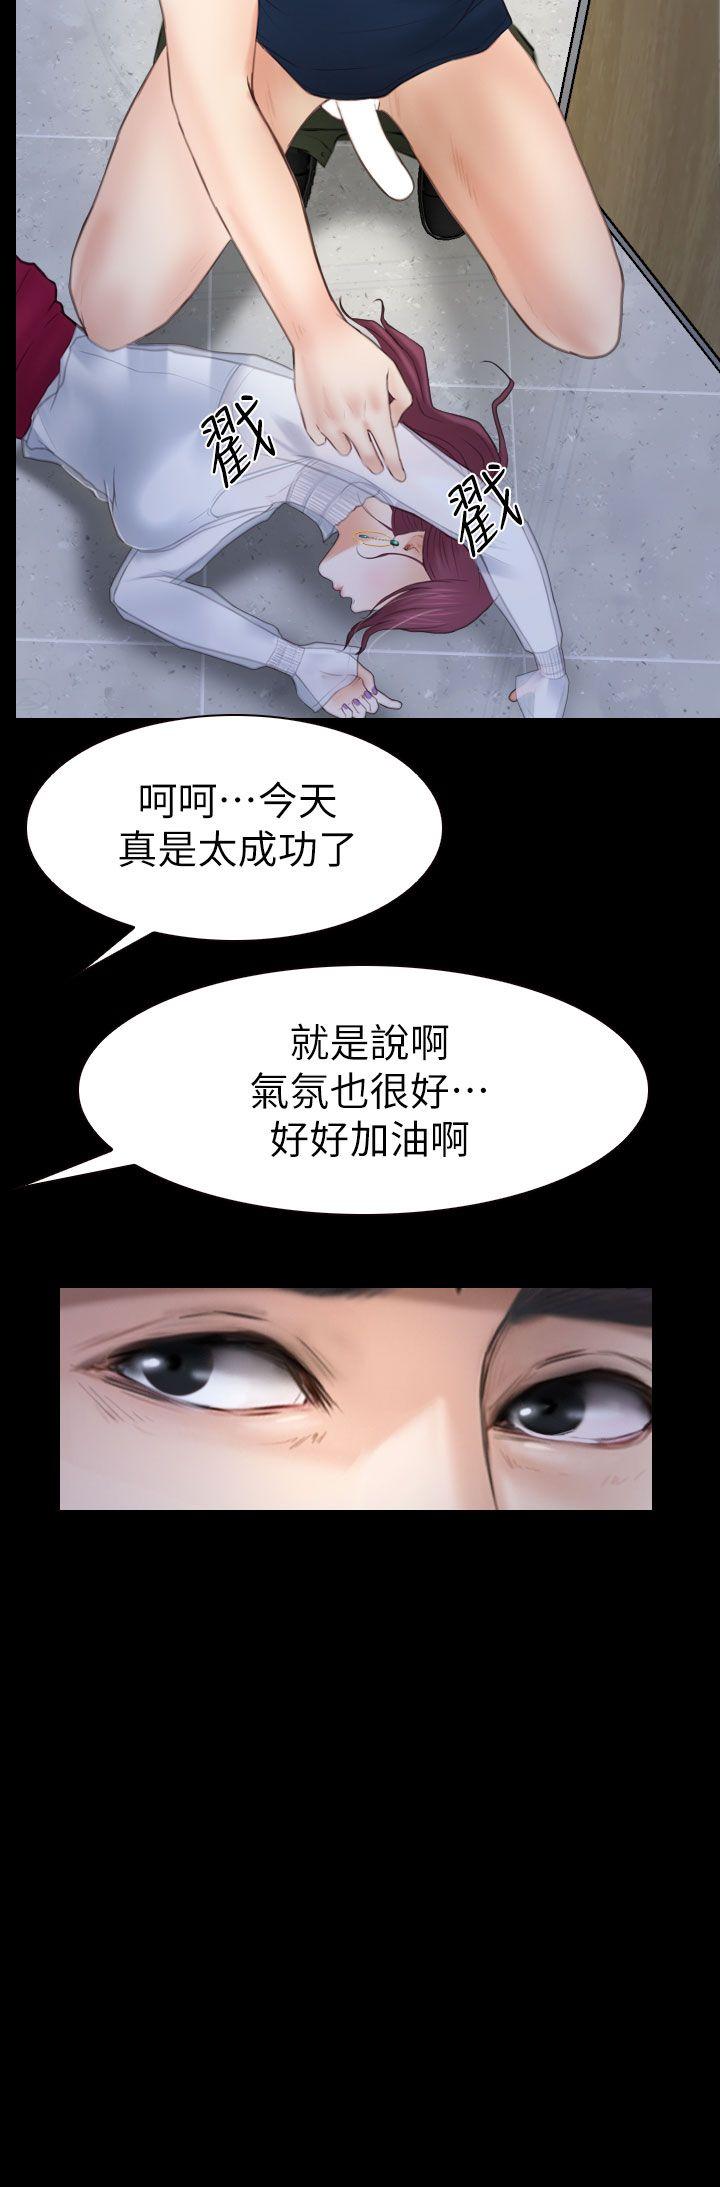 戳
戳
呵呵…今天
真是太成功了
就是說啊
氣氛也很好…
好好加油啊